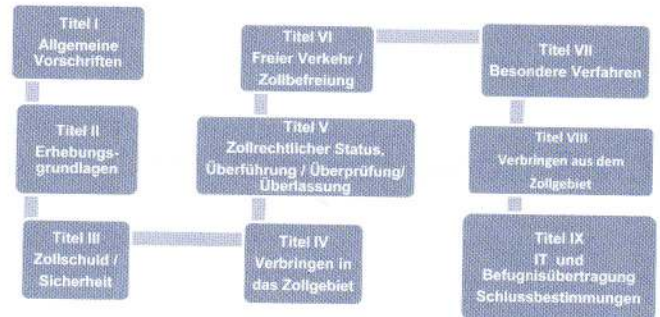 Titel I
Allgemeine
Vorschriften
Titel II
Erhebungs-
grundlagen
Titel III
Zollschuld /
Sicherheit
Titel IV
Verbringen in
das Zollgebiet
Titel V
Zollrechtlicher Status,
Überführung / Überprüfung/
Überlassung
Titel VI
Freier Verkehr /
Zollbefreiung
Titel VII
Besondere Verfahren
Titel VIII
Verbringen aus dem
Zollgebiet
Titel IX
IT und
Befugnisübertragung
Schlussbestimmungen